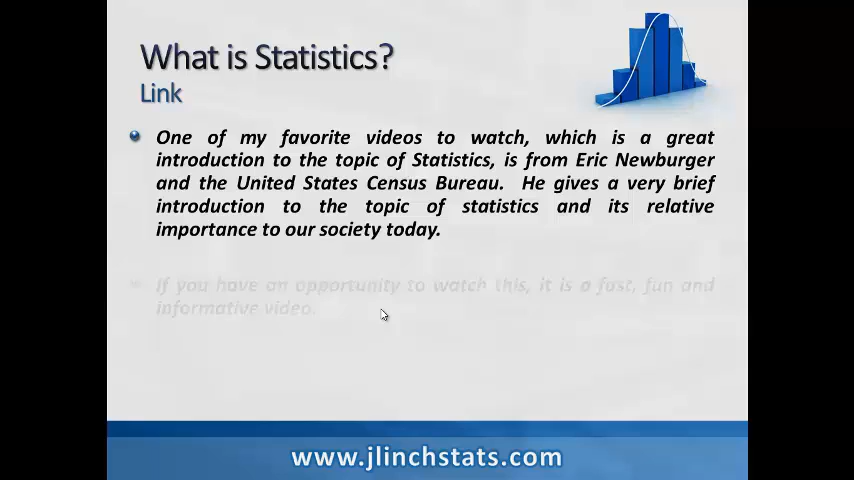 What is Statistics?
Link
One of my favorite videos to watch, which is a great
introduction to the topic of Statistics, is from Eric Newburger
and the United States Census Bureau. He gives a very brief
introduction to the topic of statistics and its relative
importance to our society today.
If you have an opportunity to watch this, it is a fast, fun and
informative video.
www.jlinchstats.com